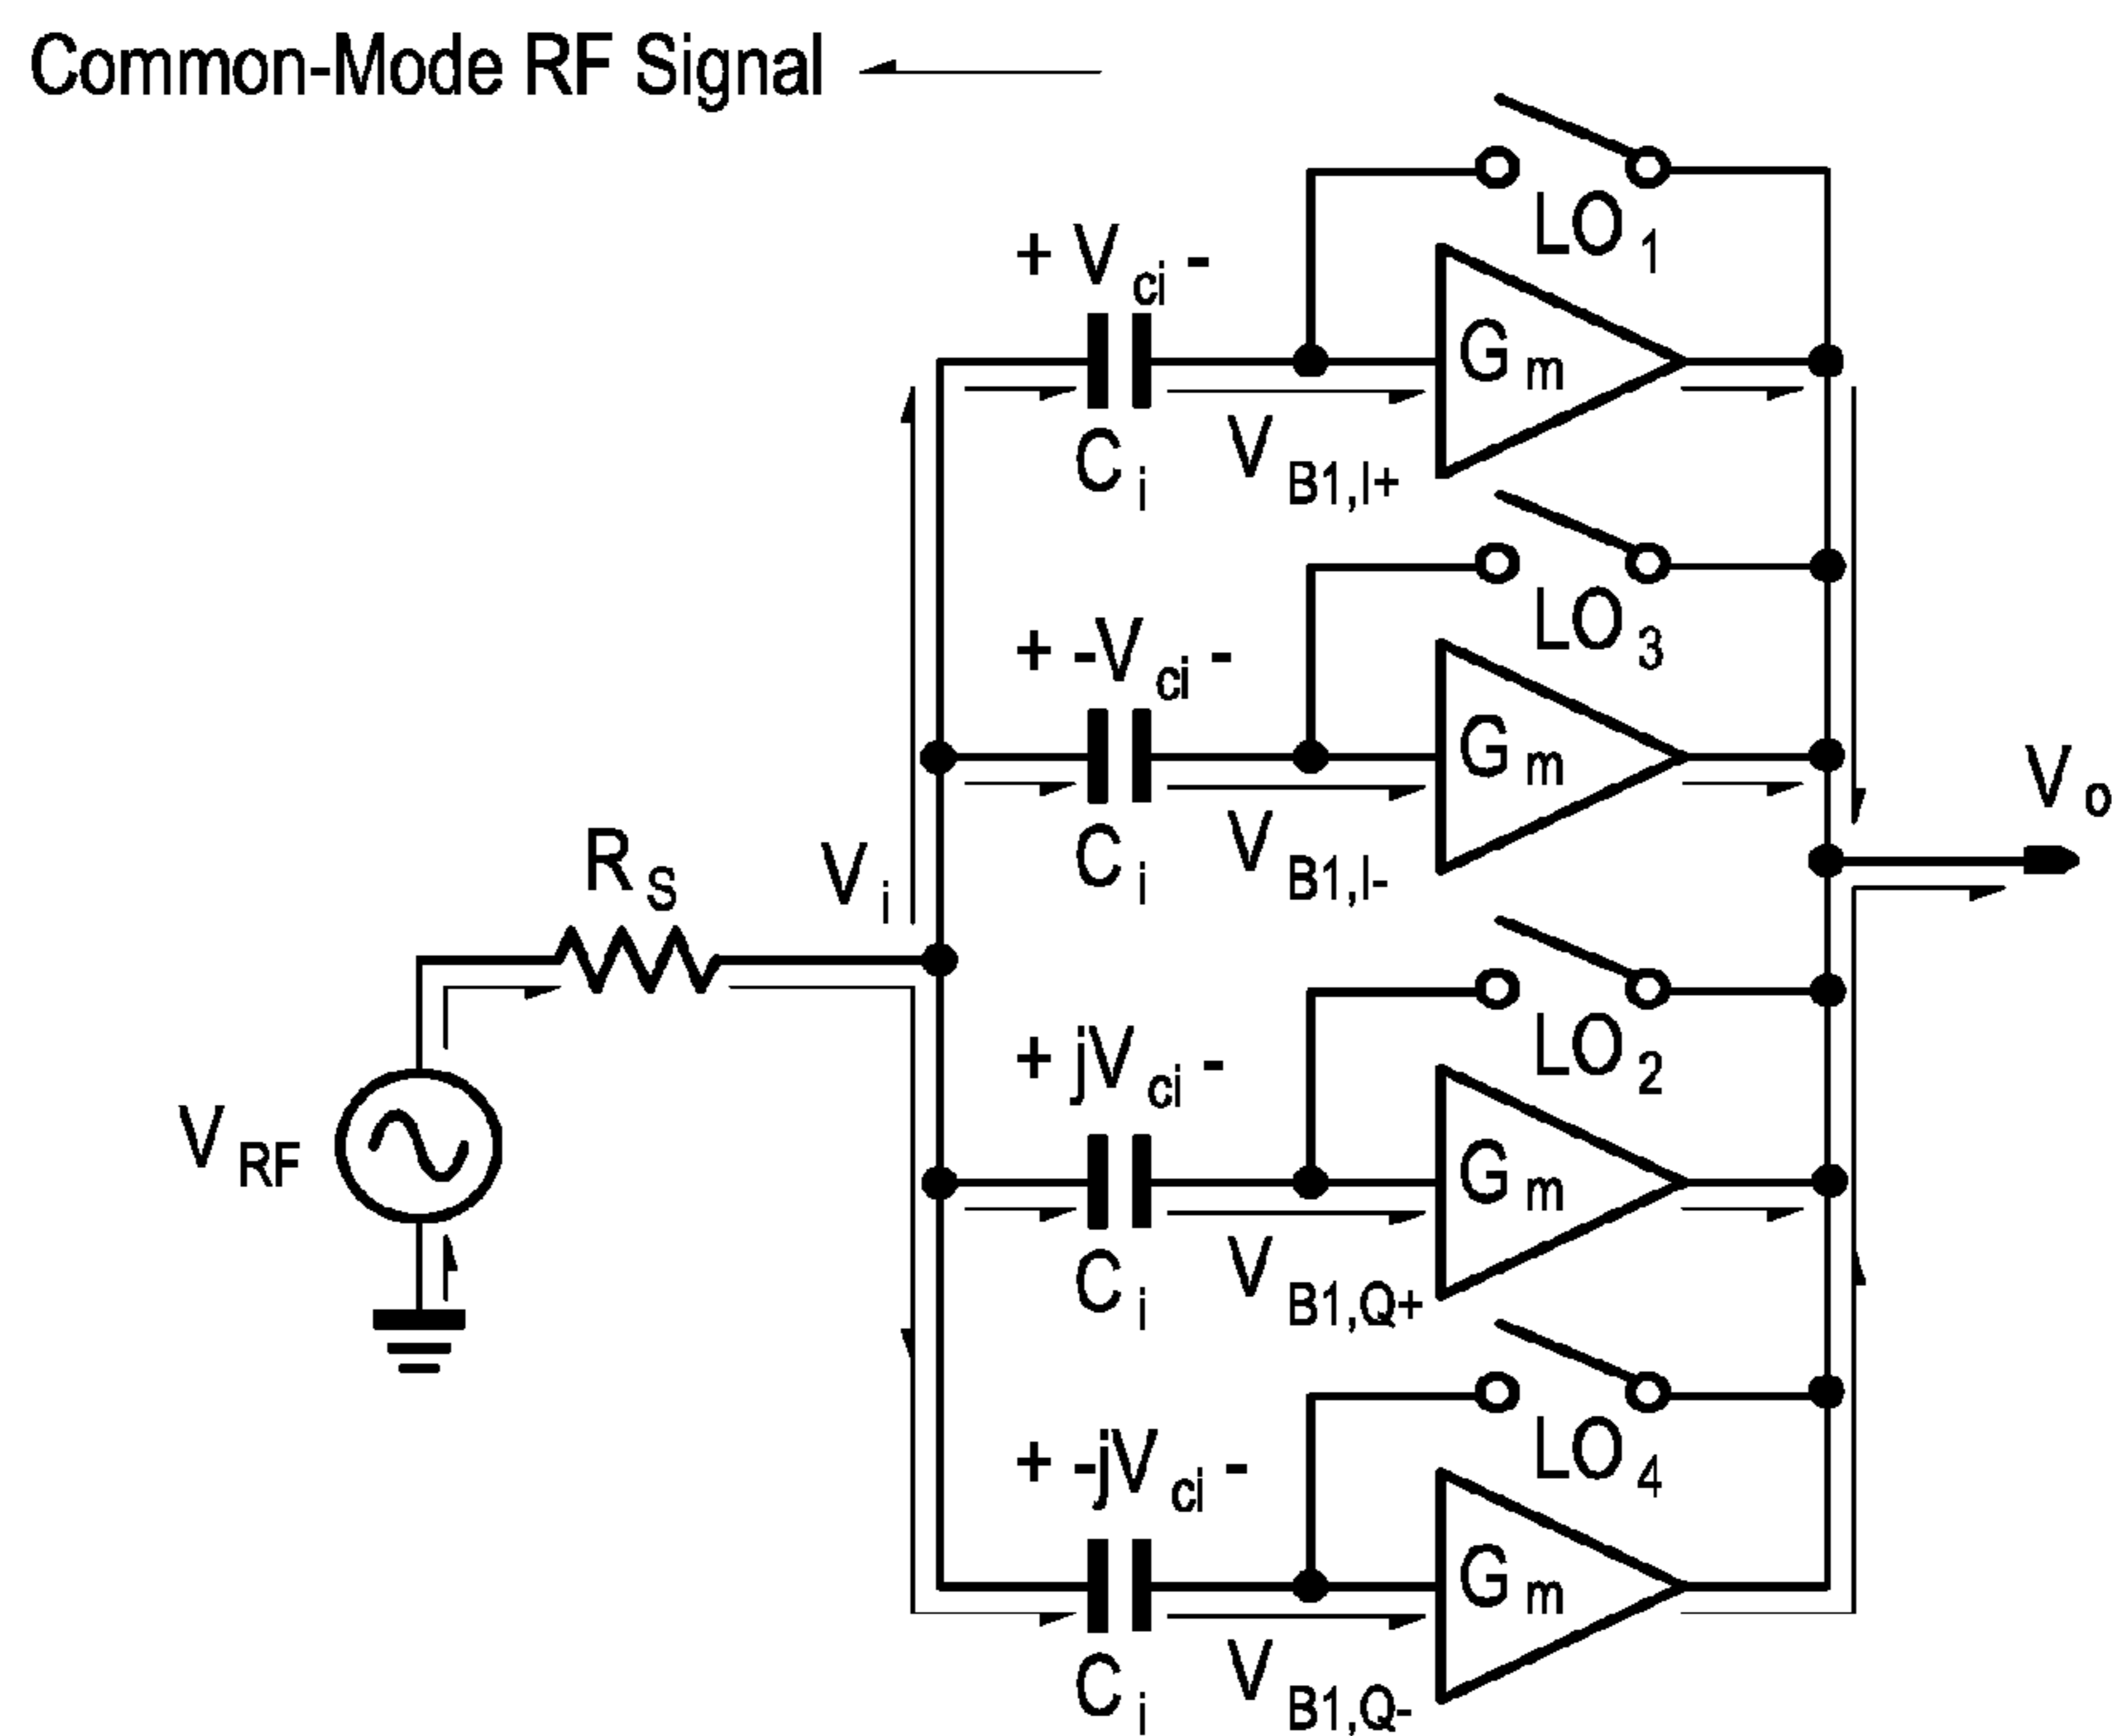 Common-Mode RF Signal
LO 1
+ V ci -
G m
C i
V B1,I+
LO 3
+ -V ci -
G m
V o
C i
V B1,I-
R S
V i
LO 2
+ jV ci -
V RF
G m
C i
V B1,Q+
LO 4
+ -jV ci -
G m
C i
V B1,Q-